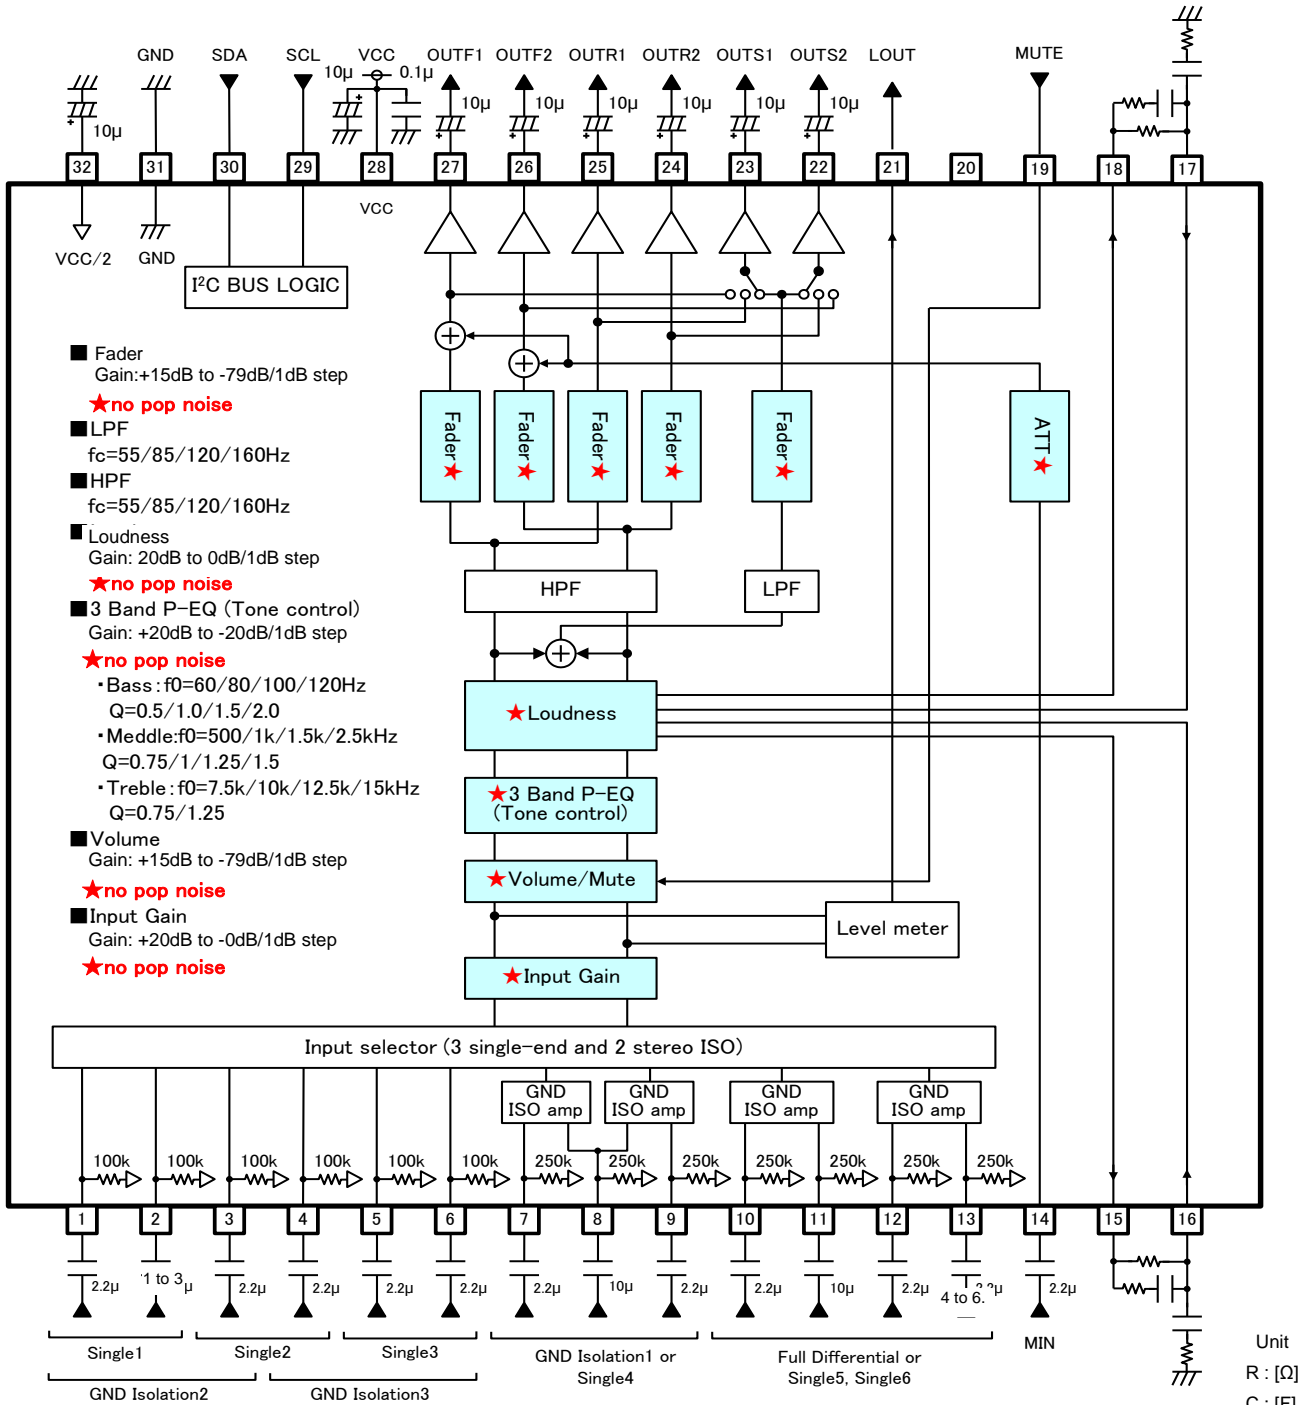 GND SDA SCL VCC OUTF1 OUTF2 OUTR1 OUTR2 OUTS1 OUTS2 LOUT MUTE
10μ 0.1μ
10μ 10μ 10μ 10μ 10μ 10μ 10μ
32 31 30 29 28 27 26 25 24 23 22 21 20 19 18 17
VCC
VCC/2 GND
I²C BUS LOGIC
■ Fader
Gain:+15dB to -79dB/1dB step
★no pop noise
■LPF
fc=55/85/120/160Hz
■HPF
fc=55/85/120/160Hz
■ Loudness
Gain: 20dB to 0dB/1dB step
★no pop noise
■3 Band P-EQ (Tone control)
Gain: +20dB to -20dB/1dB step
★no pop noise
・Bass:f0=60/80/100/120Hz
Q=0.5/1.0/1.5/2.0
・Meddle:f0=500/1k/1.5k/2.5kHz
Q=0.75/1/1.25/1.5
・Treble:f0=7.5k/10k/12.5k/15kHz
Q=0.75/1.25
■Volume
Gain: +15dB to -79dB/1dB step
★no pop noise
■Input Gain
Gain: +20dB to -0dB/1dB step
★no pop noise
Fader★ Fader★ Fader★ Fader★ Fader★ ATT★
HPF LPF
★Loudness
★3 Band P-EQ
(Tone control)
★Volume/Mute
Level meter
★Input Gain
Input selector (3 single-end and 2 stereo ISO)
GND
ISO amp
GND
ISO amp
GND
ISO amp
GND
ISO amp
100k 100k 100k 100k 100k 100k 250k 250k 250k 250k 250k 250k 250k
1 2 3 4 5 6 7 8 9 10 11 12 13 14 15 16
2.2μ 1 to 3μ 2.2μ 2.2μ 2.2μ 2.2μ 2.2μ 10μ 2.2μ 2.2μ 10μ 2.2μ 4 to 6. 2.2μ
Single1 Single2 Single3
GND Isolation1 or
Single4
Full Differential or
Single5, Single6
MIN
GND Isolation2 GND Isolation3
Unit
R : [Ω]
C : [F]